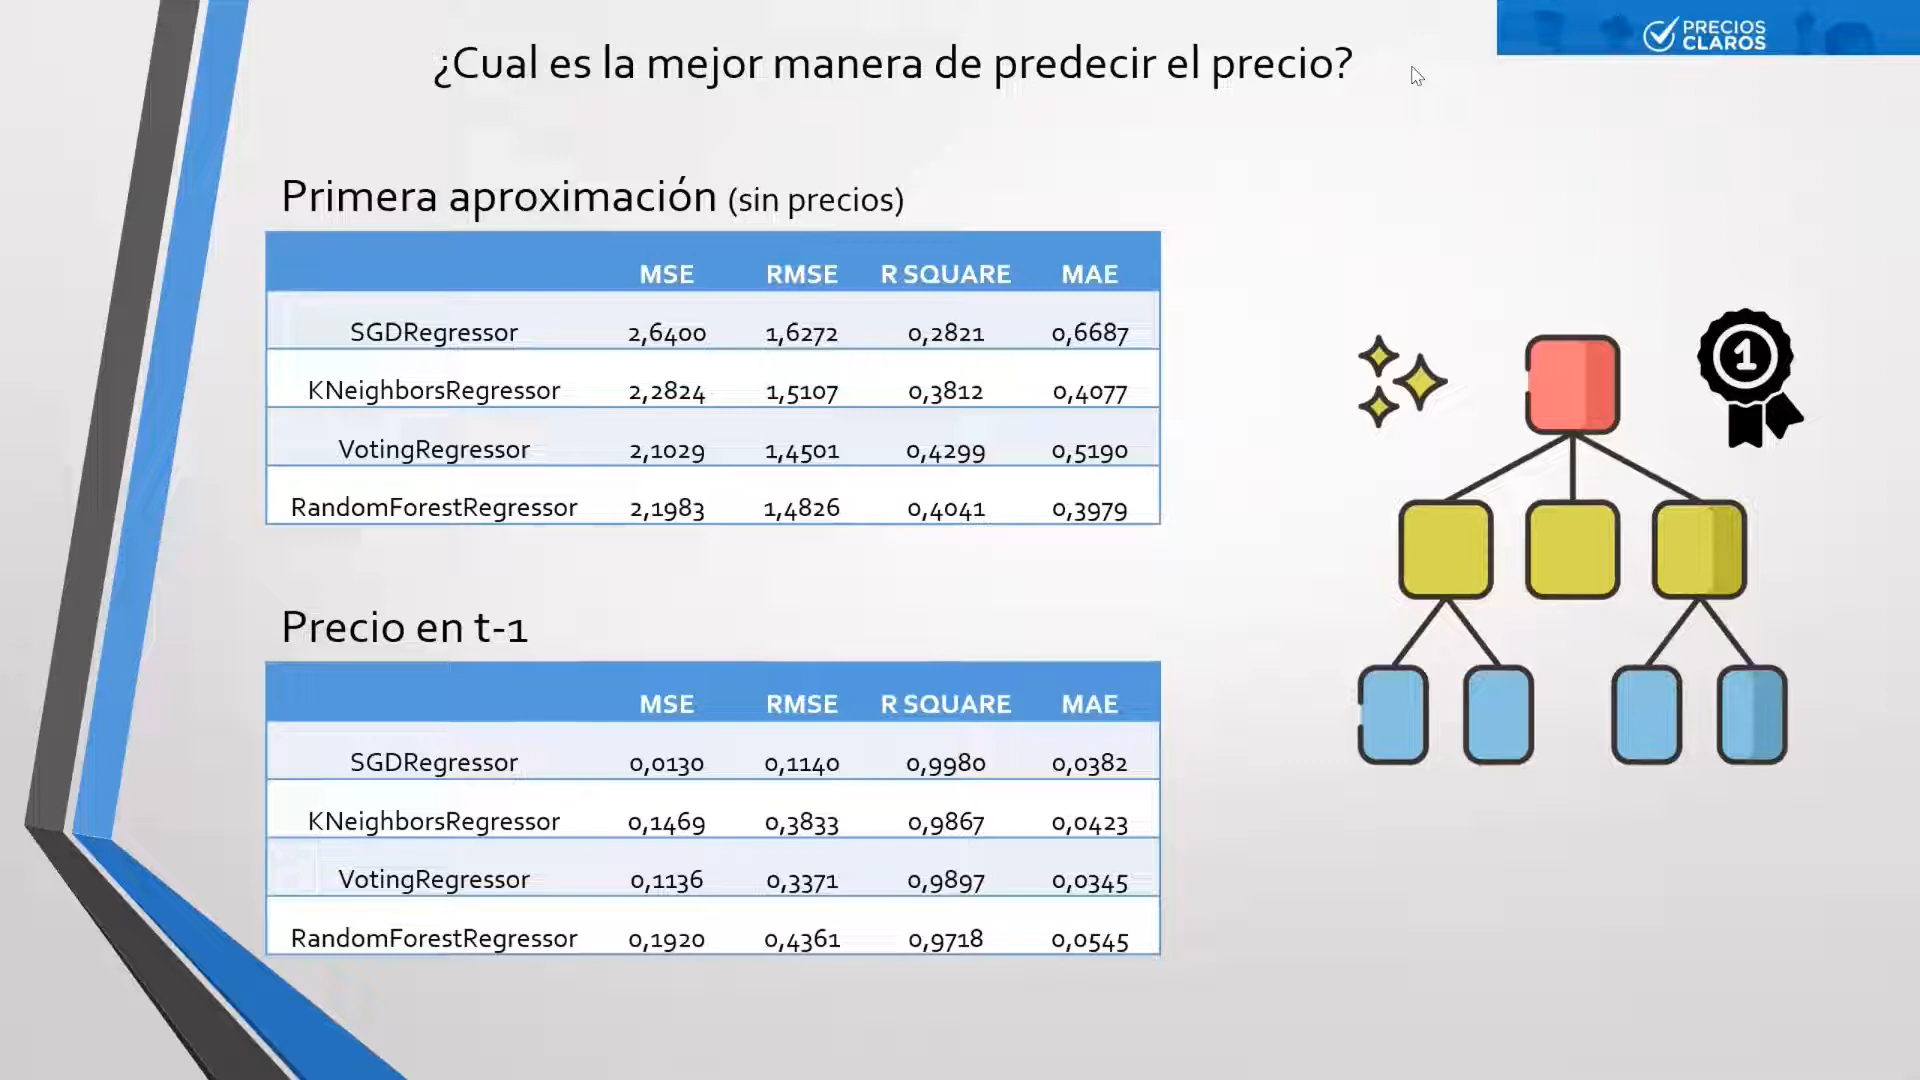 ¿Cual es la mejor manera de predecir el precio?
PRECIOS
CLAROS
Primera aproximación (sin precios)
MSE RMSE R SQUARE MAE
SGDRegressor 2,6400 1,6272 0,2821 0,6687
KNeighborsRegressor 2,2824 1,5107 0,3812 0,4077
VotingRegressor 2,1029 1,4501 0,4299 0,5190
RandomForestRegressor 2,1983 1,4826 0,4041 0,3979
1
Precio en t-1
MSE RMSE R SQUARE MAE
SGDRegressor 0,0130 0,1140 0,9980 0,0382
KNeighborsRegressor 0,1469 0,3833 0,9867 0,0423
VotingRegressor 0,1136 0,3371 0,9897 0,0345
RandomForestRegressor 0,1920 0,4361 0,9718 0,0545